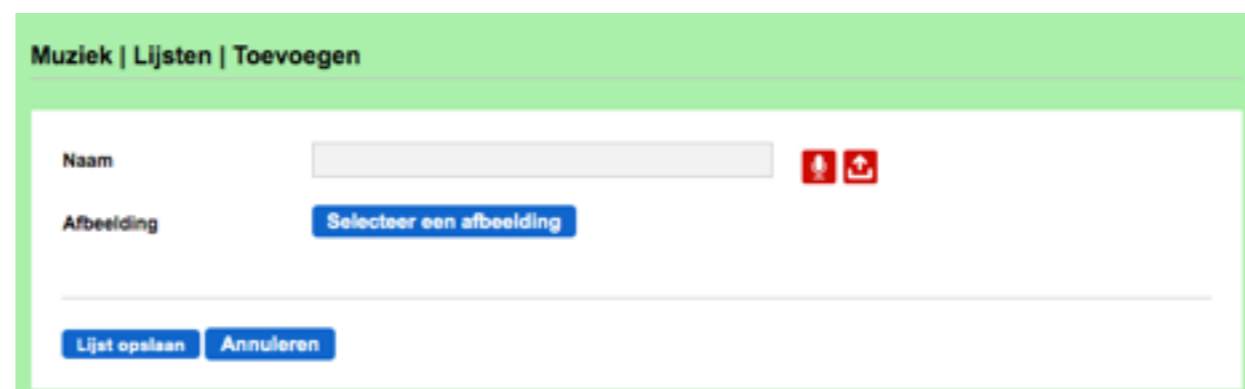 Muziek | Lijsten | Toevoegen
Naam
Afbeelding Selecteer een afbeelding
Lijst opslaan Annuleren